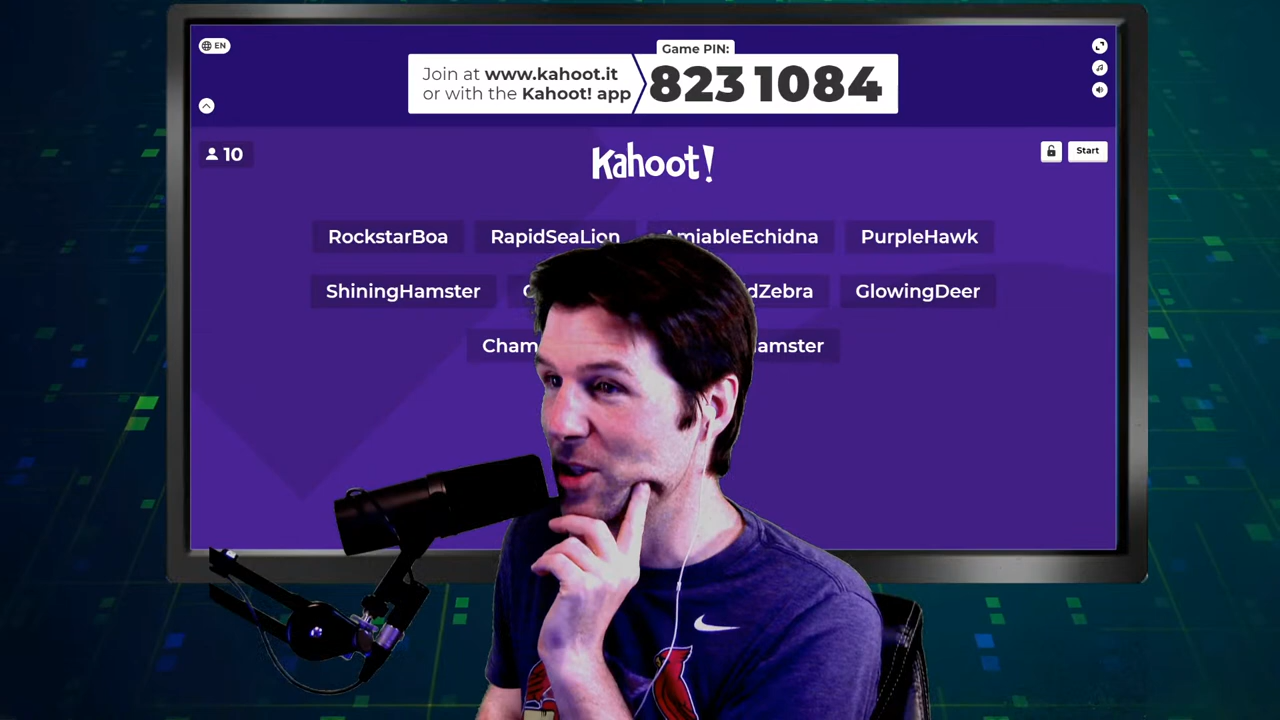 EN
Game PIN:
Join at www.kahoot.it
or with the Kahoot! app
823 1084
10
Kahoot!
Start
RockstarBoa RapidSeaLion AmiableEchidna PurpleHawk
ShiningHamster GlowingDeer